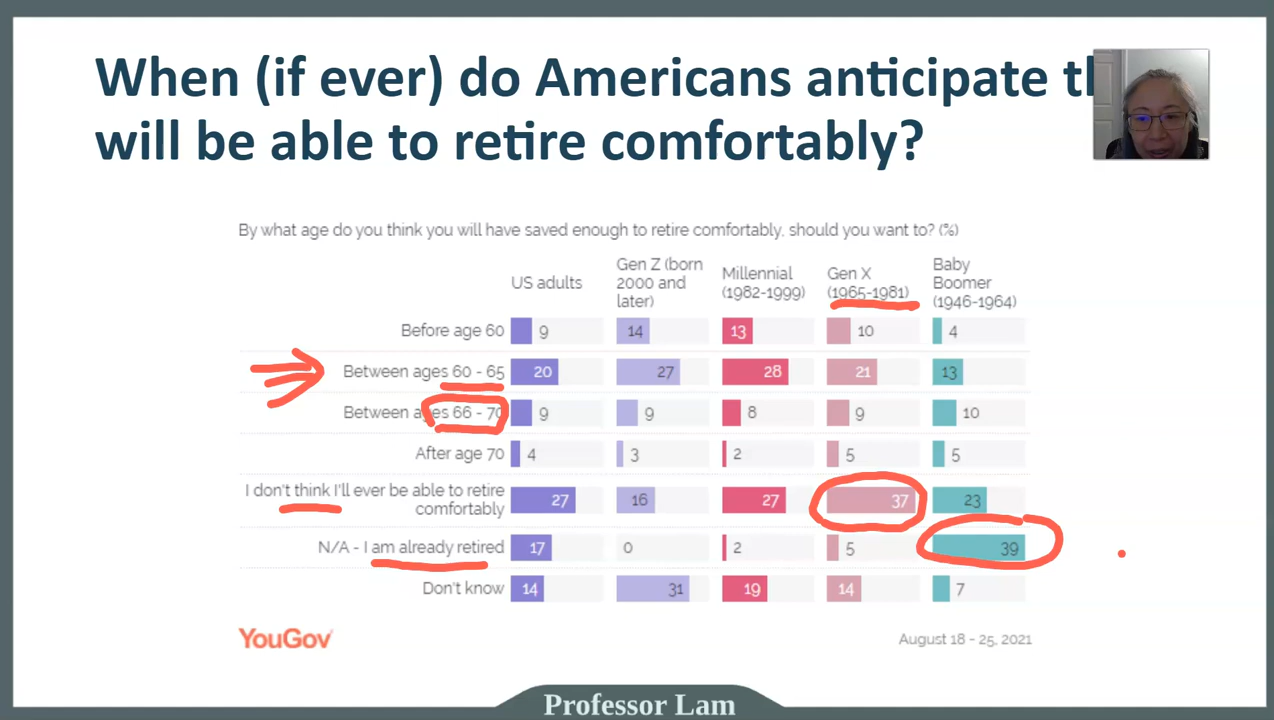 When (if ever) do Americans anticipate
will be able to retire comfortably?
By what age do you think you will have saved enough to retire comfortably, should you want to? (%)
US adults
Gen Z (born
2000 and
later)
Millennial
(1982-1999)
Gen X
(1965-1981)
Baby
Boomer
(1946-1964)
Before age 60 9 14 13 10 4
Between ages 60 - 65 20 27 28 21 13
Between ages 66 - 70 9 9 8 9 10
After age 70 4 3 2 5 5
I don't think I'll ever be able to retire
comfortably 27 16 27 37 23
N/A - I am already retired 17 0 2 5 39
Don't know 14 31 19 14 7
YouGov
August 18 - 25, 2021
Professor Lam